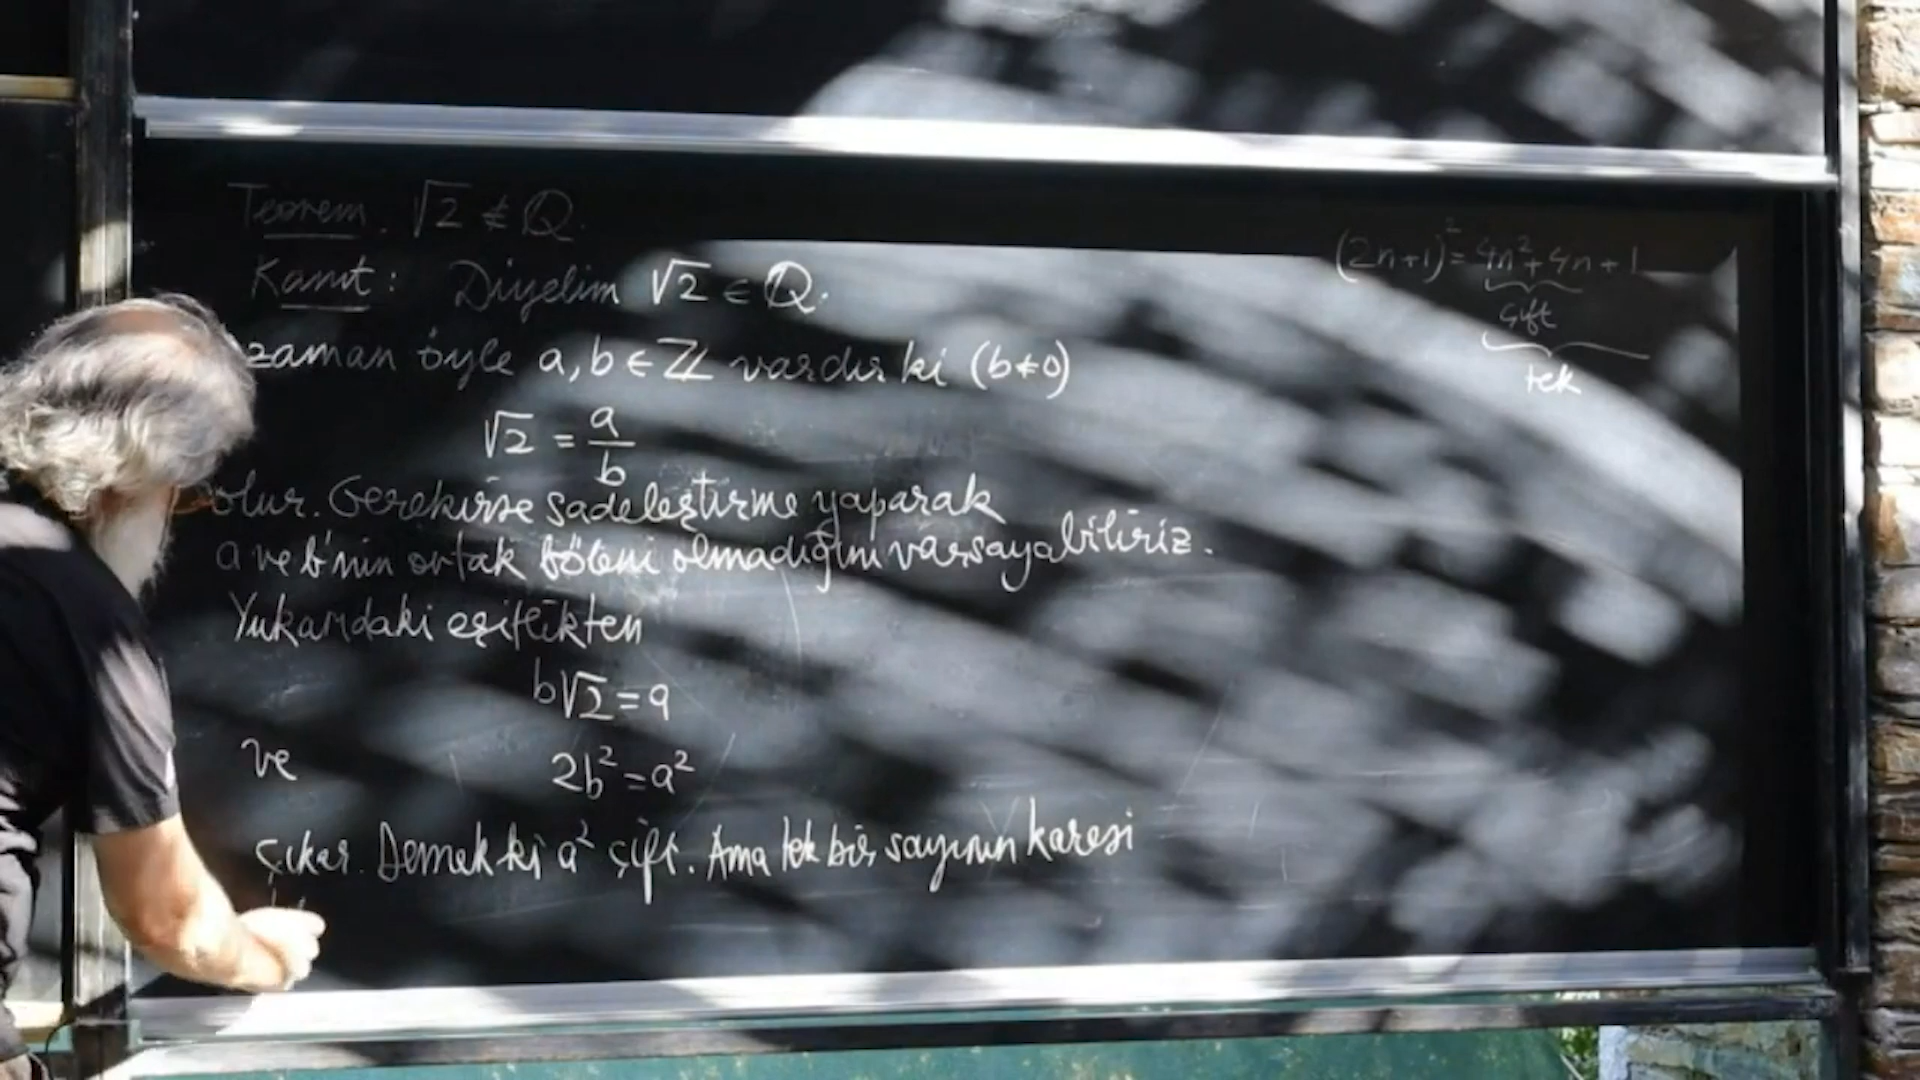 Teorem. √2 ∉ Q.
Kanıt: Diyelim √2 ∈ Q.
zaman öyle a, b ∈ Z vardır ki (b≠0)
√2 = a/b
olur. Gerekirse sadeleştirme yaparak
a ve b'nin ortak böleni olmadığını varsayabiliriz.
Yukarıdaki eşitlikten
b√2 = a
ve 2b² = a²
çıkar. Demek ki a² çift. Ama tek bir sayının karesi
(2n+1)² = 4n²+4n+1
çift
tek